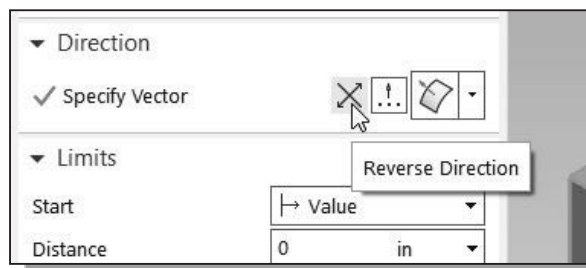 Direction
Specify Vector
Reverse Direction
Limits
Start
Value
Distance
0 in